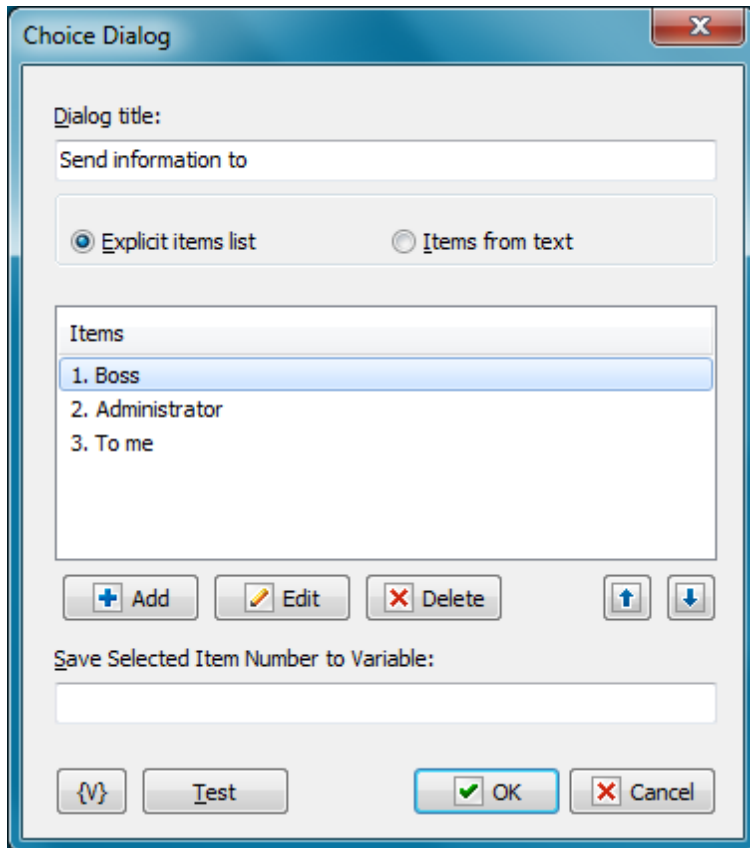 Choice Dialog
Dialog title:
Send information to
Explicit items list Items from text
Items
1. Boss
2. Administrator
3. To me
Add Edit Delete
Save Selected Item Number to Variable:
{V} Test OK Cancel